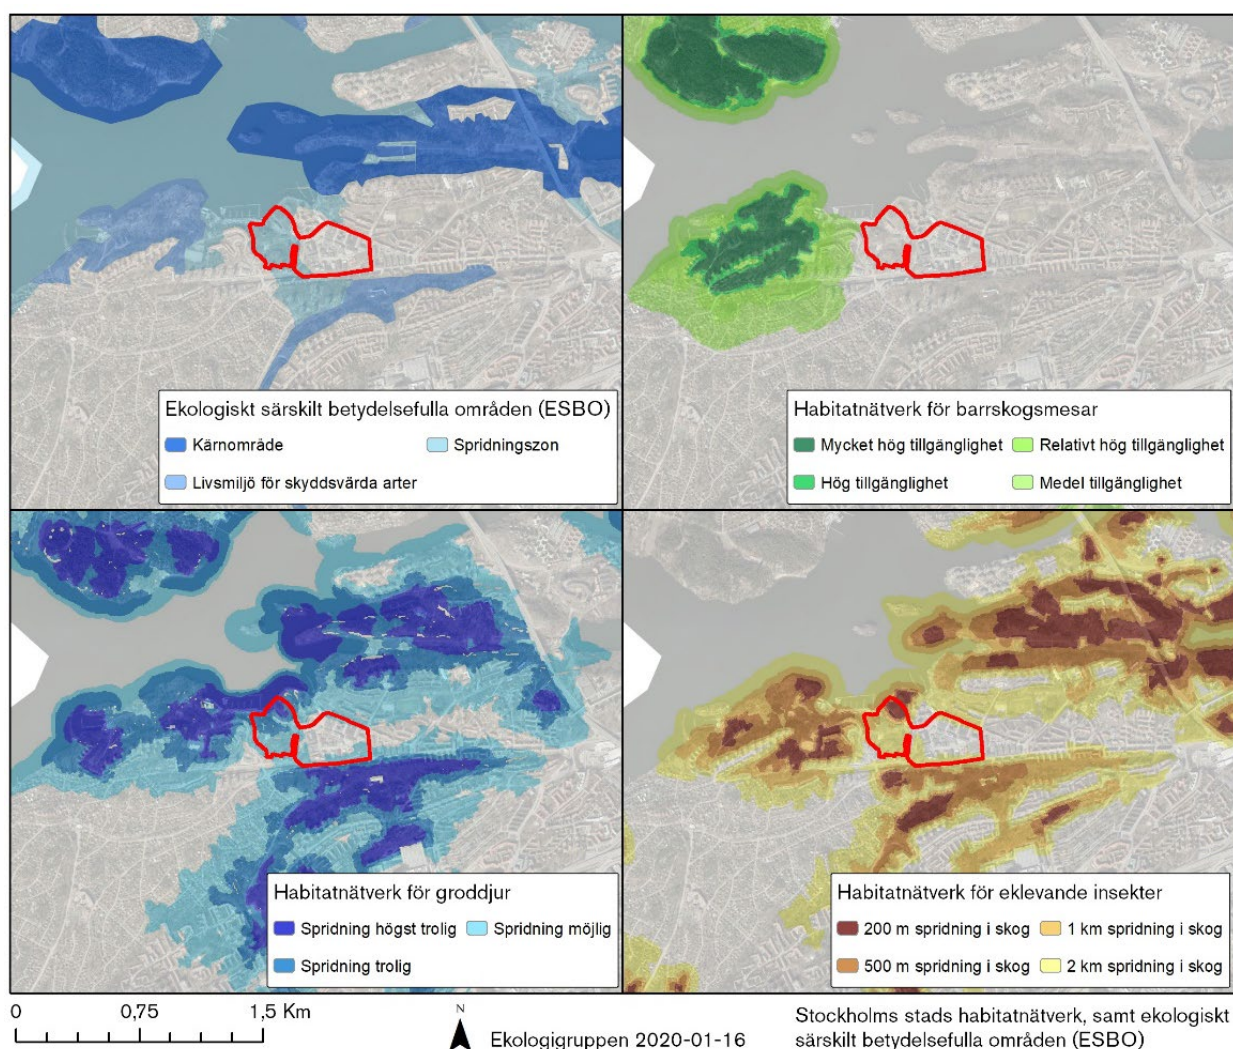 Ekologiskt särskilt betydelsefulla områden (ESBO)
Kärnområde
Spridningszon
Livsmiljö för skyddsvärda arter
Habitatnätverk för barrskogsmesar
Mycket hög tillgänglighet
Relativt hög tillgänglighet
Hög tillgänglighet
Medel tillgänglighet
Habitatnätverk för groddjur
Spridning högst trolig
Spridning möjlig
Spridning trolig
Habitatnätverk för eklevande insekter
200 m spridning i skog
1 km spridning i skog
500 m spridning i skog
2 km spridning i skog
0 0,75 1,5 Km
N
Ekologigruppen 2020-01-16
Stockholms stads habitatnätverk, samt ekologiskt
särskilt betydelsefulla områden (ESBO)